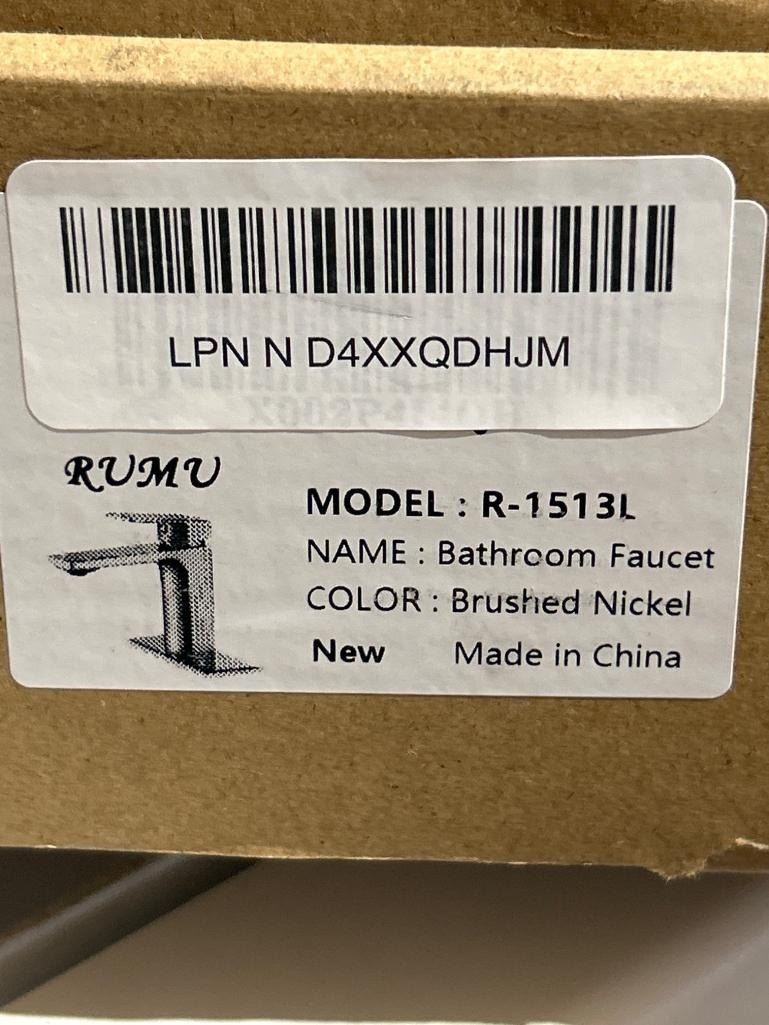 LPN N D4XXQDHJM
RUMU
MODEL : R-1513L
NAME : Bathroom Faucet
COLOR : Brushed Nickel
New Made in China